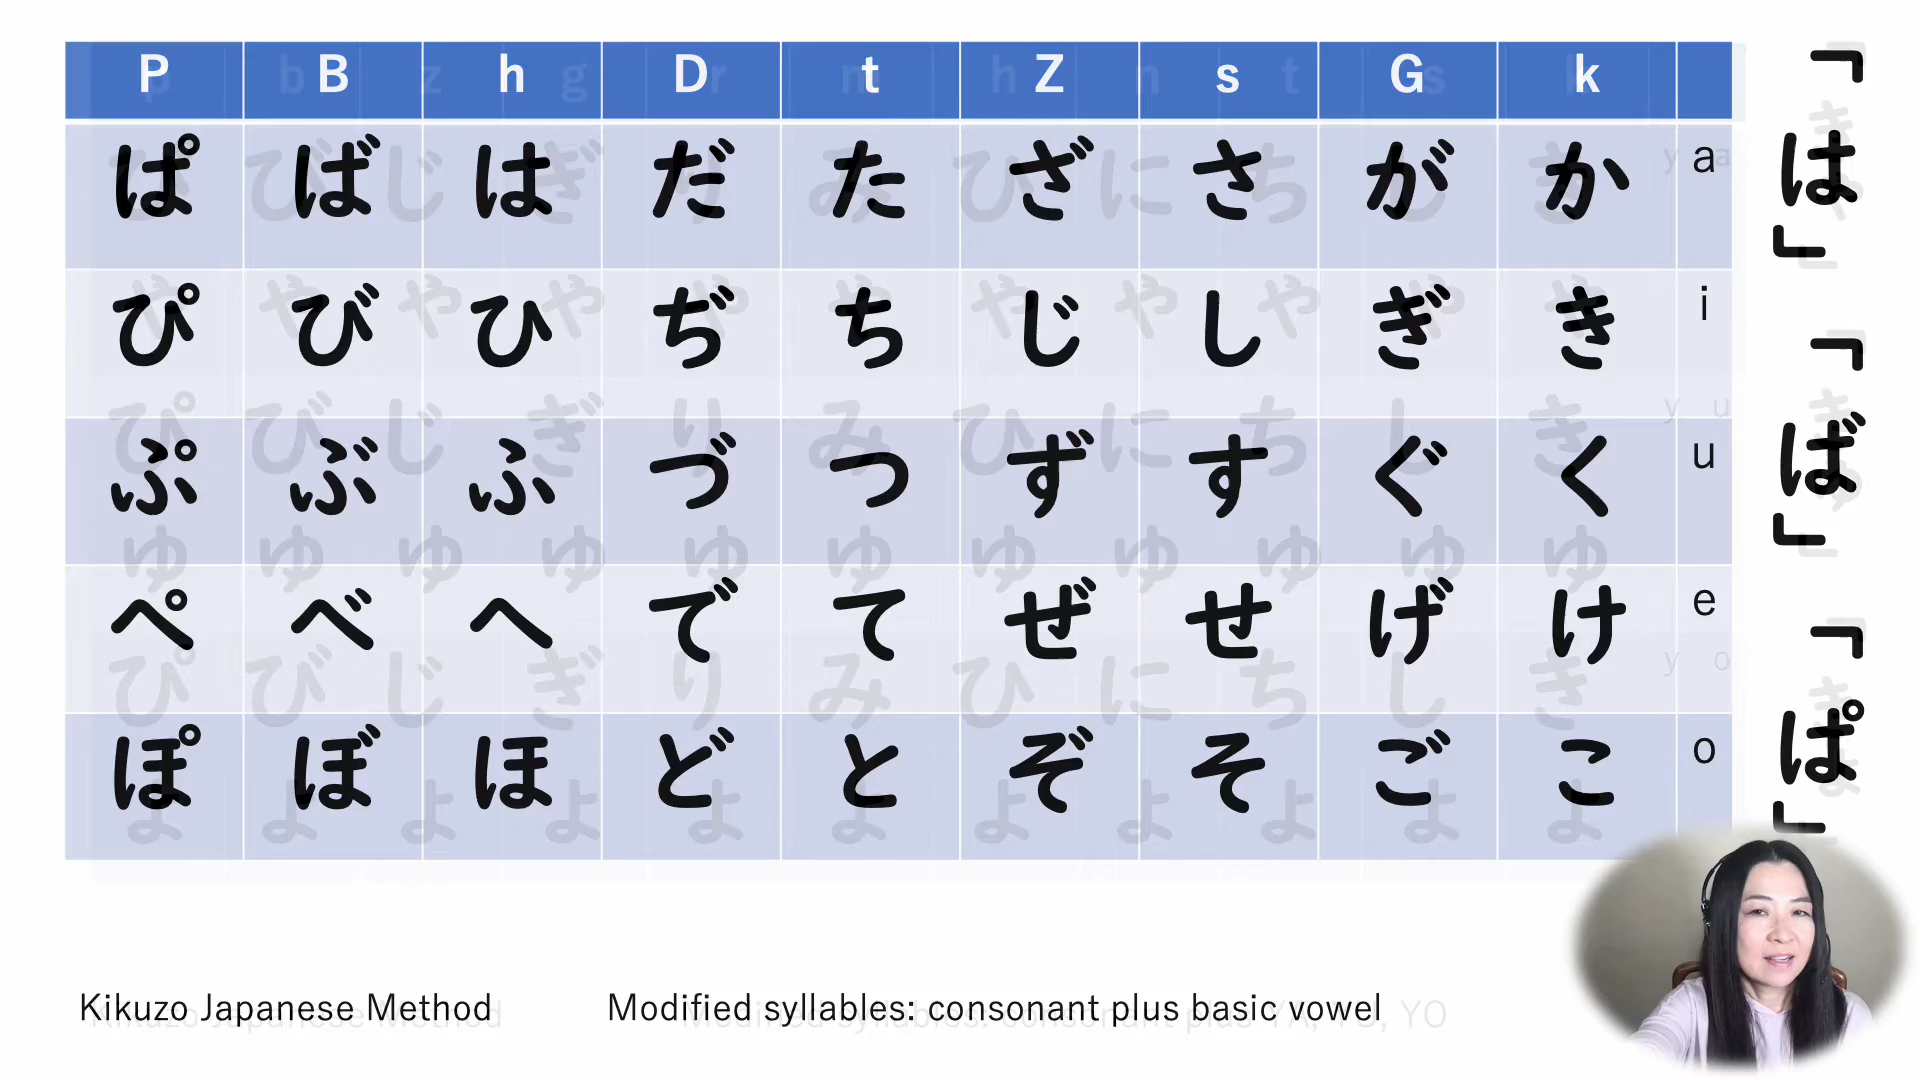 P B h D t Z s G k
ぱ ば は だ た ざ さ が か a
ぴ び ひ ぢ ち じ し ぎ き i
ぷ ぶ ふ づ つ ず す ぐ く u
ぺ べ へ で て ぜ せ げ け e
ぽ ぼ ほ ど と ぞ そ ご こ o
「は」
「ば」
「ぱ」
Kikuzo Japanese Method
Modified syllables: consonant plus basic vowel